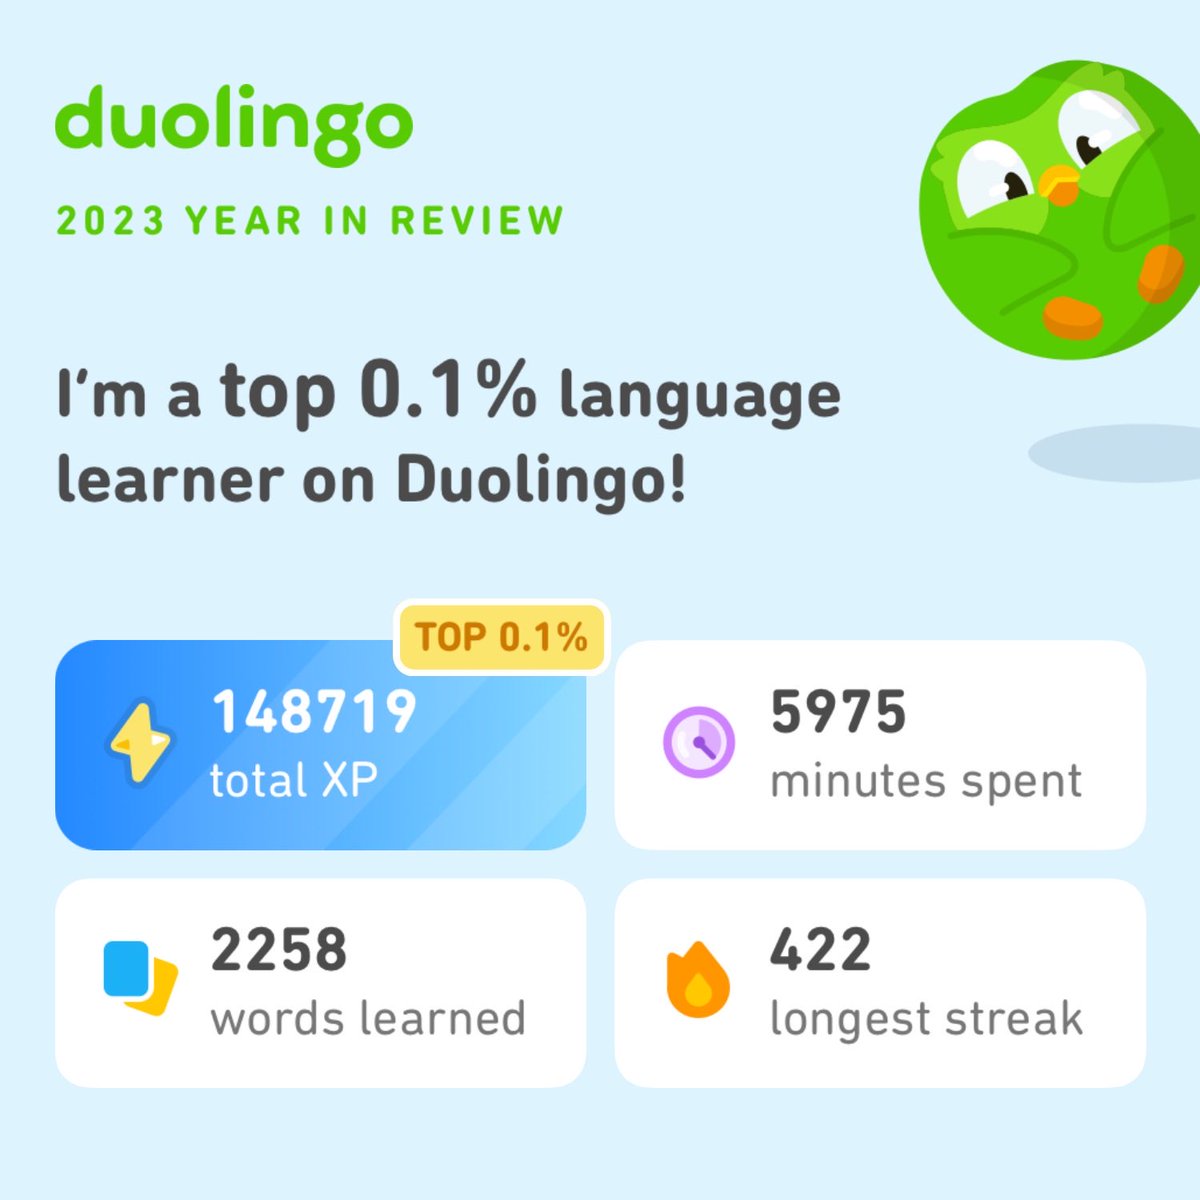 duolingo
2023 YEAR IN REVIEW
I'm a top 0.1% language
learner on Duolingo!
TOP 0.1%
148719
total XP
5975
minutes spent
2258
words learned
422
longest streak